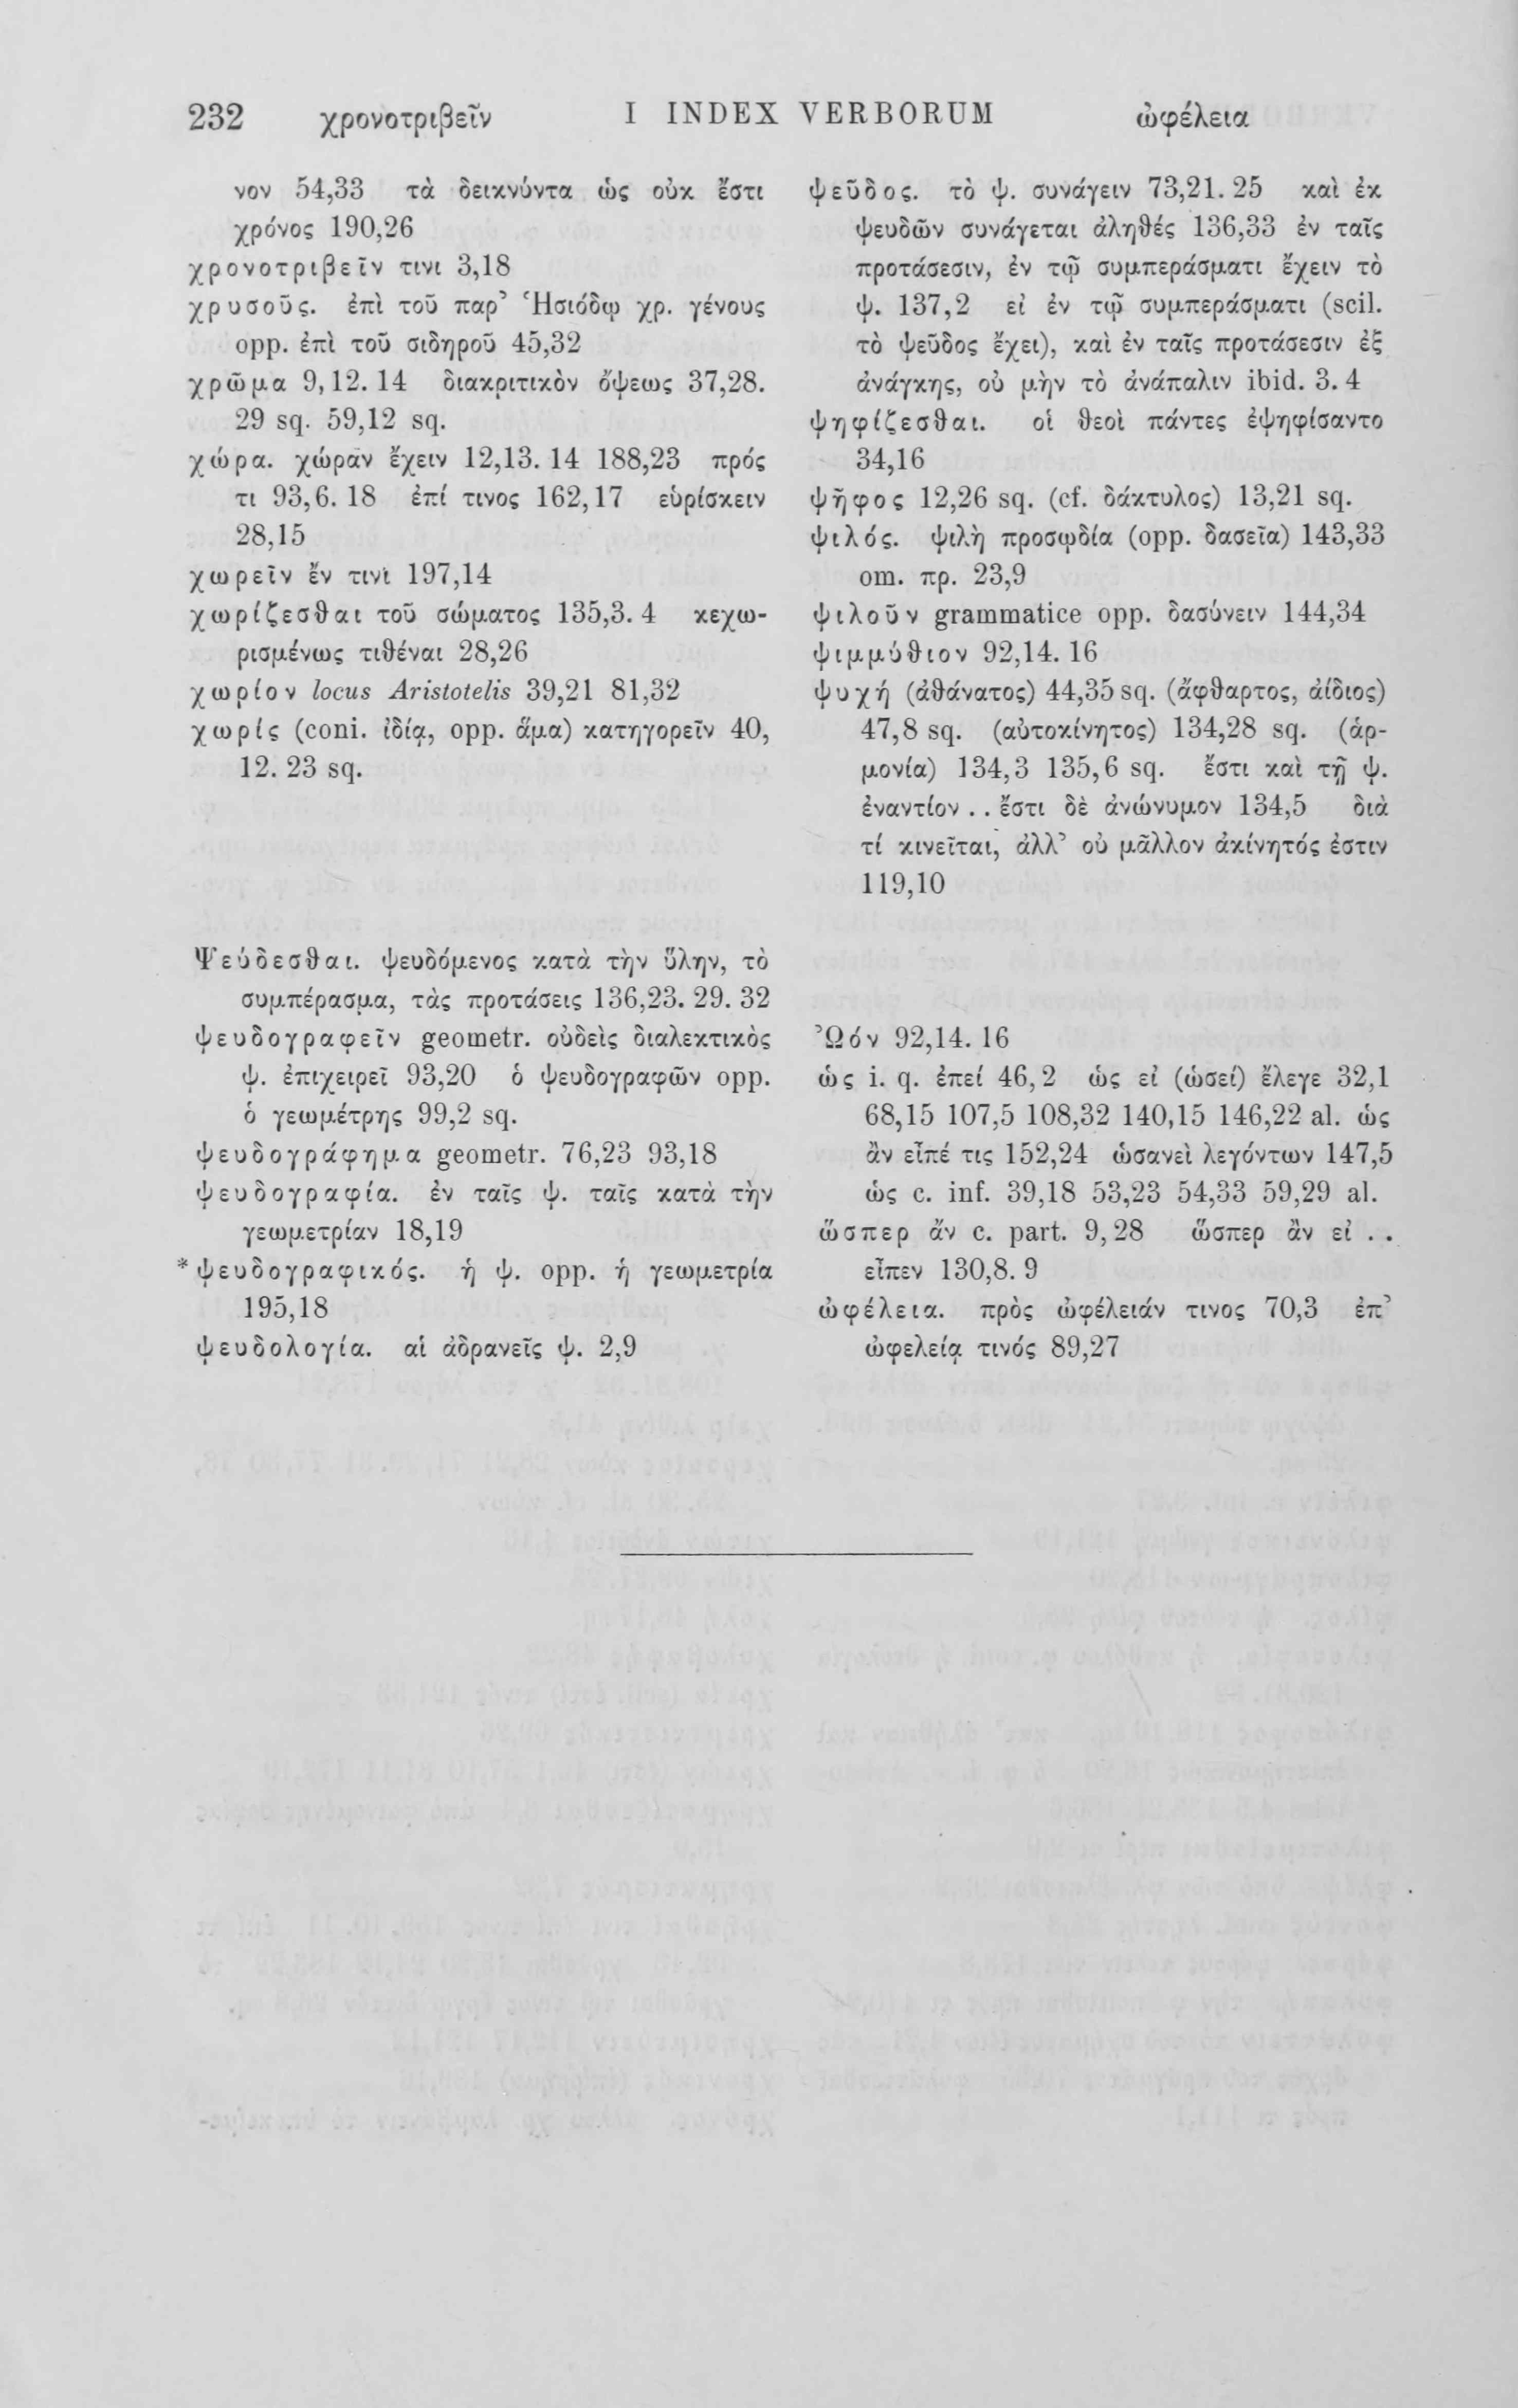 232 χρονοτριβεῖν I INDEX VERBORUM ὠφέλεια
νον 54,33 τὰ δεικνύντα ὡς οὐκ ἔστι
χρόνος 190,26
χρονοτριβεῖν τινι 3,18
χρυσοῦς. ἐπὶ τοῦ παρ’ Ἡσιόδῳ χρ. γένους
opp. ἐπὶ τοῦ σιδηροῦ 45,32
χρῶμα 9,12. 14 διακριτικὸν ὄψεως 37,28.
29 sq. 59,12 sq.
χώρα. χώραν ἔχειν 12,13. 14 188,23 πρός
τι 93,6. 18 ἐπί τινος 162,17 εὑρίσκειν
28,15
χωρεῖν ἔν τινι 197,14
χωρίζεσθαι τοῦ σώματος 135,3. 4 κεχω-
ρισμένως τιθέναι 28,26
χωρίον locus Aristotelis 39,21 81,32
χωρίς (coni. ἰδίᾳ, opp. ἅμα) κατηγορεῖν 40,
12. 23 sq.
Ψεύδεσθαι. ψευδόμενος κατὰ τὴν ὕλην, τὸ
συμπέρασμα, τὰς προτάσεις 136,23. 29. 32
ψευδογραφεῖν geometr. οὐδεὶς διαλεκτικὸς
ψ. ἐπιχειρεῖ 93,20 ὁ ψευδογραφῶν opp.
ὁ γεωμέτρης 99,2 sq.
ψευδογράφημα geometr. 76,23 93,18
ψευδογραφία. ἐν ταῖς ψ. ταῖς κατὰ τὴν
γεωμετρίαν 18,19
*ψευδογραφικός. ἡ ψ. opp. ἡ γεωμετρία
195,18
ψευδολογία. αἱ ἀδρανεῖς ψ. 2,9
ψεῦδος. τὸ ψ. συνάγειν 73,21. 25 καὶ ἐκ
ψευδῶν συνάγεται ἀληθές 136,33 ἐν ταῖς
προτάσεσιν, ἐν τῷ συμπεράσματι ἔχειν τὸ
ψ. 137,2 εἰ ἐν τῷ συμπεράσματι (scil.
τὸ ψεῦδος ἔχει), καὶ ἐν ταῖς προτάσεσιν ἐξ
ἀνάγκης, οὐ μὴν τὸ ἀνάπαλιν ibid. 3. 4
ψηφίζεσθαι. οἱ θεοὶ πάντες ἐψηφίσαντο
34,16
ψῆφος 12,26 sq. (cf. δάκτυλος) 13,21 sq.
ψιλός. ψιλὴ προσῳδία (opp. δασεῖα) 143,33
om. πρ. 23,9
ψιλοῦν grammatice opp. δασύνειν 144,34
ψιμμύθιον 92,14. 16
ψυχή (ἀθάνατος) 44,35 sq. (ἄφθαρτος, ἀίδιος)
47,8 sq. (αὐτοκίνητος) 134,28 sq. (ἁρ-
μονία) 134,3 135,6 sq. ἔστι καὶ τῇ ψ.
ἐναντίον . . ἔστι δὲ ἀνώνυμον 134,5 διὰ
τί κινεῖται, ἀλλ’ οὐ μᾶλλον ἀκίνητός ἐστιν
119,10
Ὠόν 92,14. 16
ὡς i. q. ἐπεί 46,2 ὡς εἰ (ὡσεί) ἔλεγε 32,1
68,15 107,5 108,32 140,15 146,22 al. ὡς
ἂν εἶπέ τις 152,24 ὡσανεὶ λεγόντων 147,5
ὡς c. inf. 39,18 53,23 54,33 59,29 al.
ὥσπερ ἄν c. part. 9,28 ὥσπερ ἂν εἰ . .
εἶπεν 130,8. 9
ὠφέλεια. πρὸς ὠφέλειάν τινος 70,3 ἐπ’
ὠφελείᾳ τινός 89,27